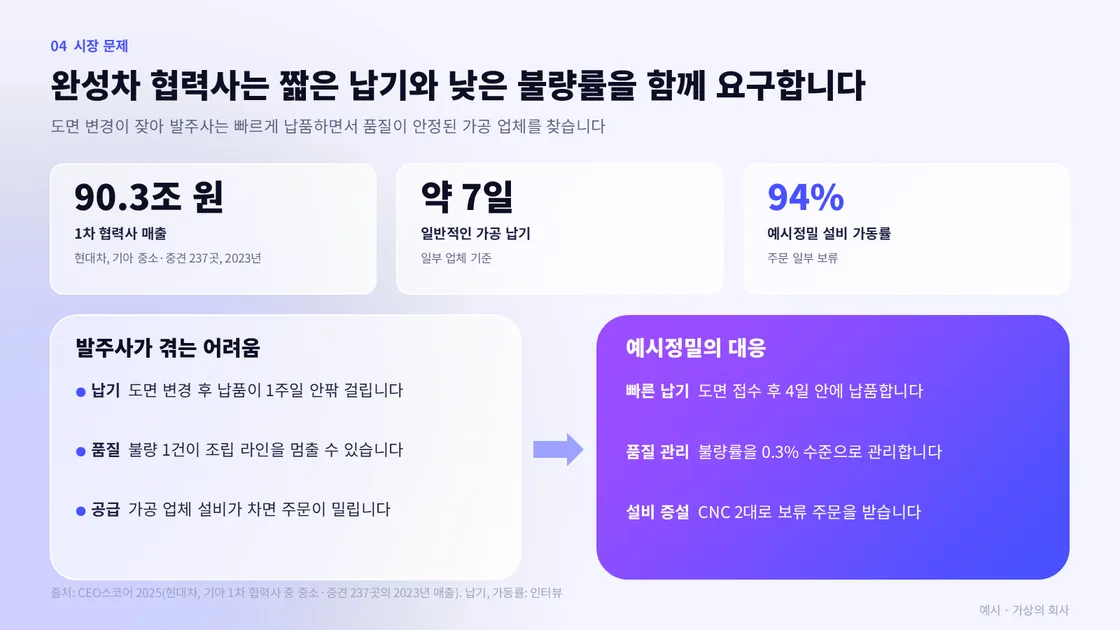 04 시장 문제
완성차 협력사는 짧은 납기와 낮은 불량률을 함께 요구합니다
도면 변경이 잦아 발주사는 빠르게 납품하면서 품질이 안정된 가공 업체를 찾습니다
90.3조 원
1차 협력사 매출
현대차, 기아 중소·중견 237곳, 2023년
약 7일
일반적인 가공 납기
일부 업체 기준
94%
예시정밀 설비 가동률
주문 일부 보류
발주사가 겪는 어려움
납기 도면 변경 후 납품이 1주일 안팎 걸립니다
품질 불량 1건이 조립 라인을 멈출 수 있습니다
공급 가공 업체 설비가 차면 주문이 밀립니다
예시정밀의 대응
빠른 납기 도면 접수 후 4일 안에 납품합니다
품질 관리 불량률을 0.3% 수준으로 관리합니다
설비 증설 CNC 2대로 보류 주문을 받습니다
출처: CEO스코어 2025(현대차, 기아 1차 협력사 중 중소·중견 237곳의 2023년 매출). 납기, 가동률: 인터뷰
예시 · 가상의 회사